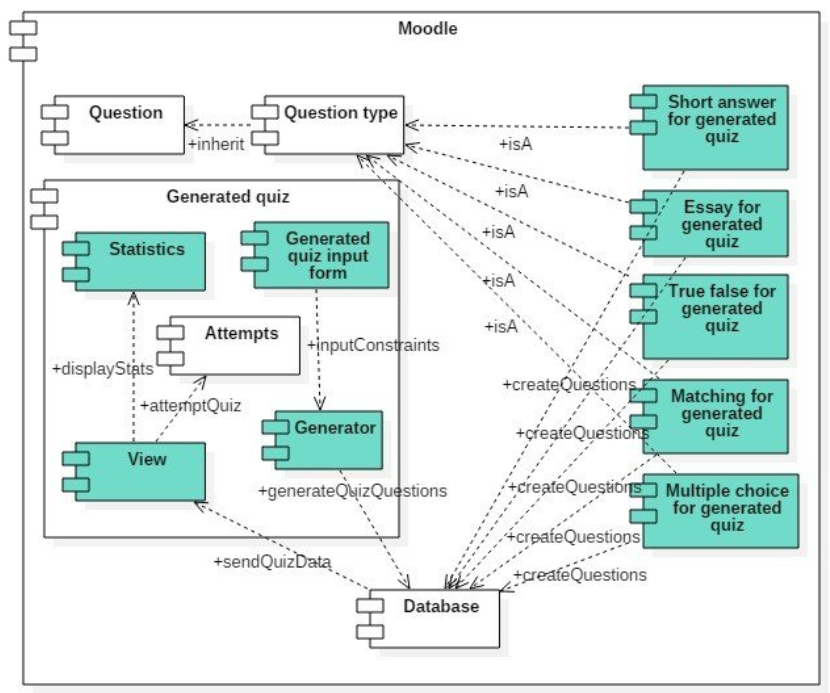 Moodle
Question
Question type
Short answer
for generated
quiz
+inherit
+isA
Generated quiz
+isA
Essay for
generated
quiz
Statistics
Generated
quiz input
form
+isA
+isA
True false for
generated
quiz
Attempts
+inputConstraints
+isA
+displayStats
+attemptQuiz
+createQuestions
Matching for
generated
quiz
View
Generator
+createQuestions
+generateQuizQuestions
+createQuestions
Multiple choice
for generated
quiz
+sendQuizData
+createQuestions
+createQuestions
Database